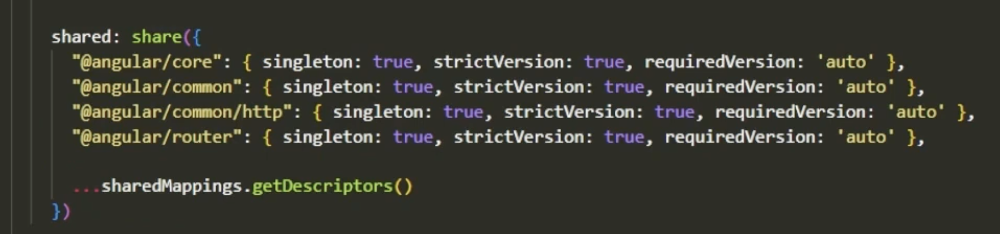 shared: share({
"@angular/core": { singleton: true, strictVersion: true, requiredVersion: 'auto' },
"@angular/common": { singleton: true, strictVersion: true, requiredVersion: 'auto' },
"@angular/common/http": { singleton: true, strictVersion: true, requiredVersion: 'auto' },
"@angular/router": { singleton: true, strictVersion: true, requiredVersion: 'auto' },
...sharedMappings.getDescriptors()
})